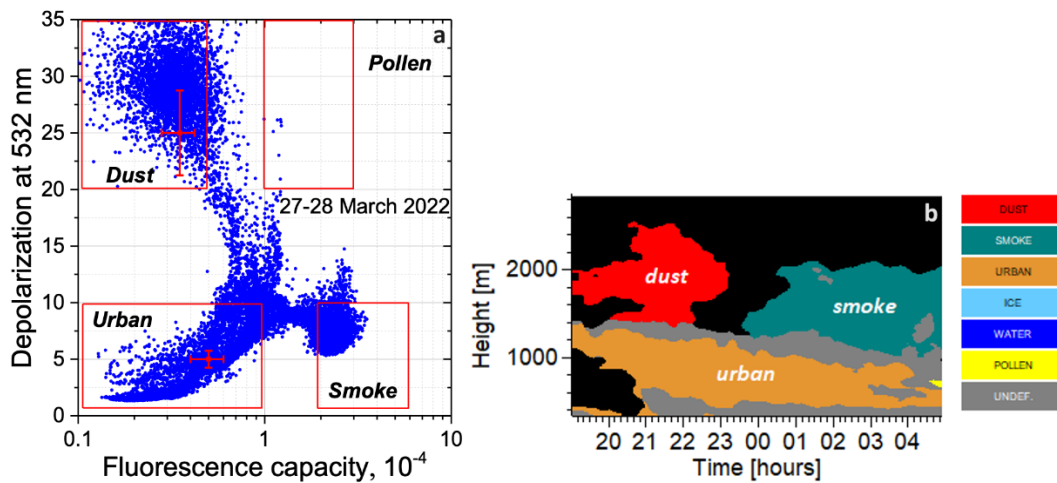 35
30
25
20
15
10
5
0
Depolarization at 532 nm
a
Pollen
Dust
27-28 March 2022
Urban
Smoke
0.1
1
10
Fluorescence capacity, 10⁻⁴
b
2000
1000
Height [m]
dust
smoke
urban
20 21 22 23 00 01 02 03 04
Time [hours]
DUST
SMOKE
URBAN
ICE
WATER
POLLEN
UNDEF.